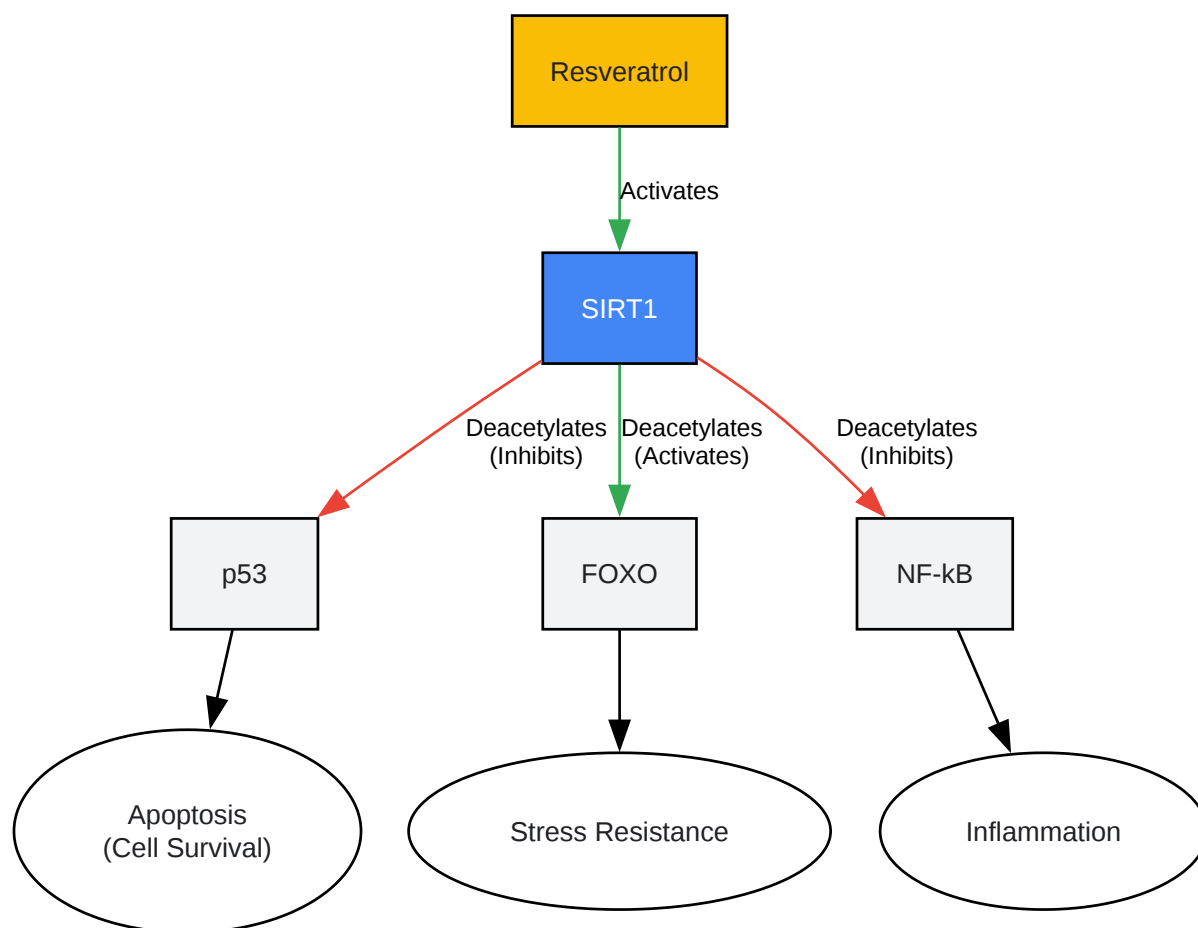 Resveratrol
Activates
SIRT1
Deacetylates
(Inhibits)
Deacetylates
(Activates)
Deacetylates
(Inhibits)
p53
FOXO
NF-kB
Apoptosis
(Cell Survival)
Stress Resistance
Inflammation